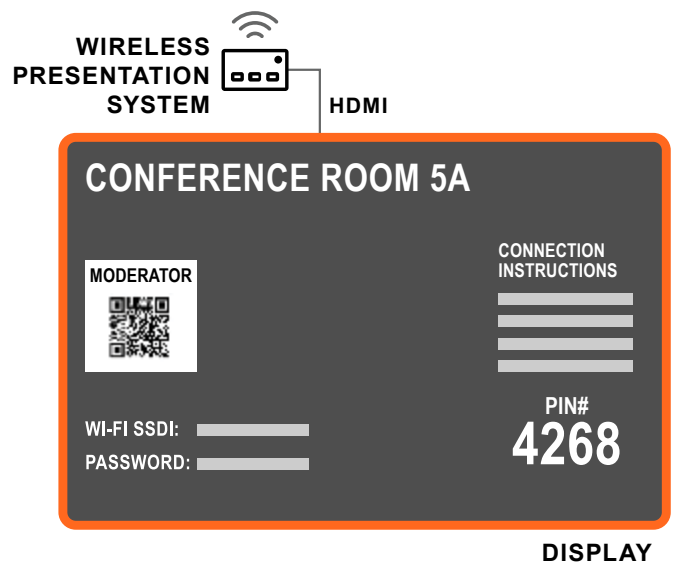 WIRELESS
PRESENTATION
SYSTEM
HDMI
CONFERENCE ROOM 5A
MODERATOR
CONNECTION
INSTRUCTIONS
WI-FI SSDI:
PASSWORD:
PIN#
4268
DISPLAY